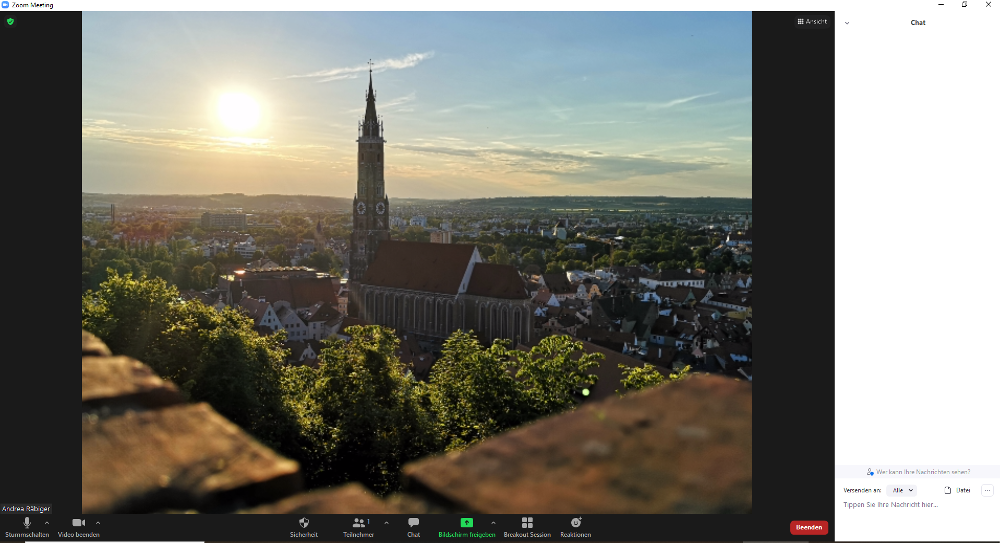 Zoom Meeting
Ansicht
Chat
Wer kann Ihre Nachrichten sehen?
Versenden an: Alle Datei
Tippen Sie Ihre Nachricht hier...
Andrea Räbiger
Stummschalten Video beenden Sicherheit Teilnehmer 1 Chat Bildschirm freigeben Breakout Session Reaktionen Beenden